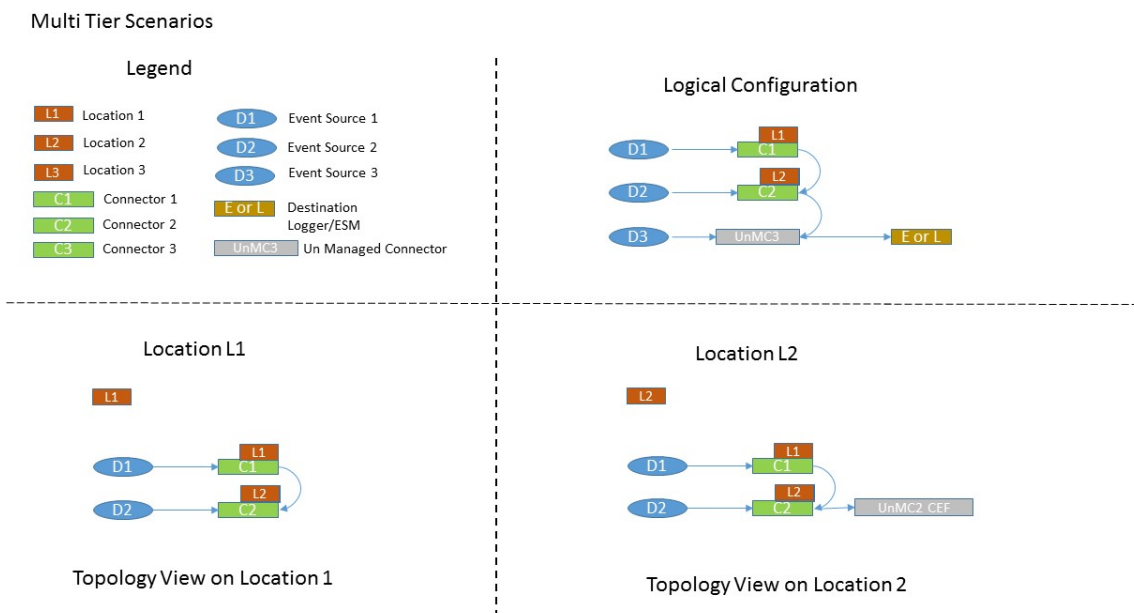 Multi Tier Scenarios
Legend
L1 Location 1
L2 Location 2
L3 Location 3
C1 Connector 1
C2 Connector 2
C3 Connector 3
D1 Event Source 1
D2 Event Source 2
D3 Event Source 3
E or L Destination
Logger/ESM
UnMC3 Un Managed Connector
Logical Configuration
L1
D1 C1
L2
D2 C2
D3 UnMC3 E or L
Location L1
L1
L1
D1 C1
L2
D2 C2
Topology View on Location 1
Location L2
L2
L1
D1 C1
L2
D2 C2 UnMC2 CEF
Topology View on Location 2